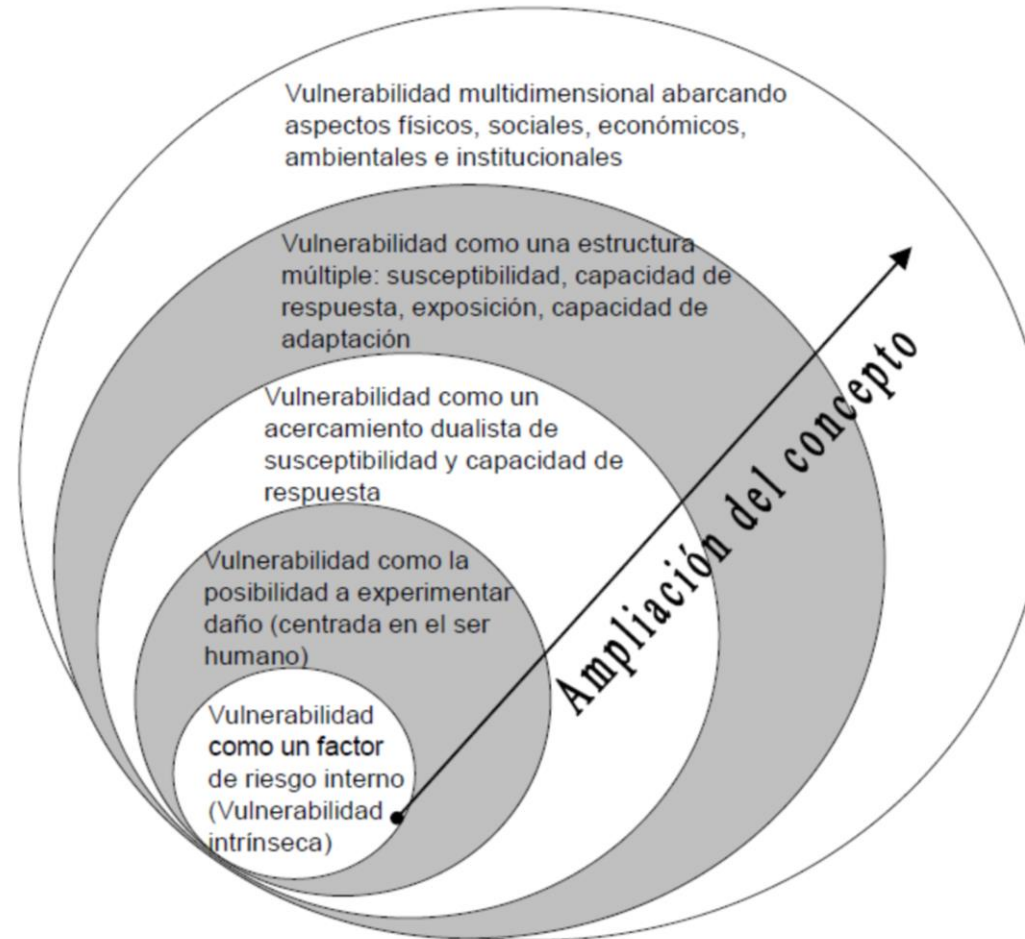 Vulnerabilidad multidimensional abarcando
aspectos físicos, sociales, económicos,
ambientales e institucionales
Vulnerabilidad como una estructura
múltiple: susceptibilidad, capacidad de
respuesta, exposición, capacidad de
adaptación
Vulnerabilidad como un
acercamiento dualista de
susceptibilidad y capacidad de
respuesta
Vulnerabilidad como la
posibilidad a experimentar
daño (centrada en el ser
humano)
Vulnerabilidad
como un factor
de riesgo interno
(Vulnerabilidad
intrínseca)
Ampliación del concepto